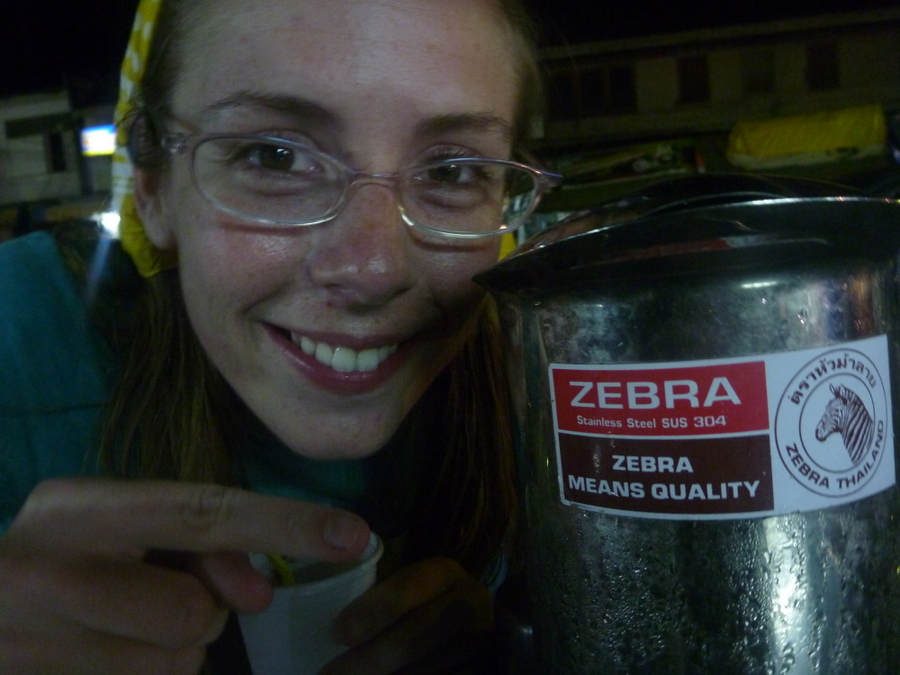 ZEBRA
Stainless Steel SUS 304
ZEBRA
MEANS QUALITY
ตราหัวม้าลาย
ZEBRA THAILAND